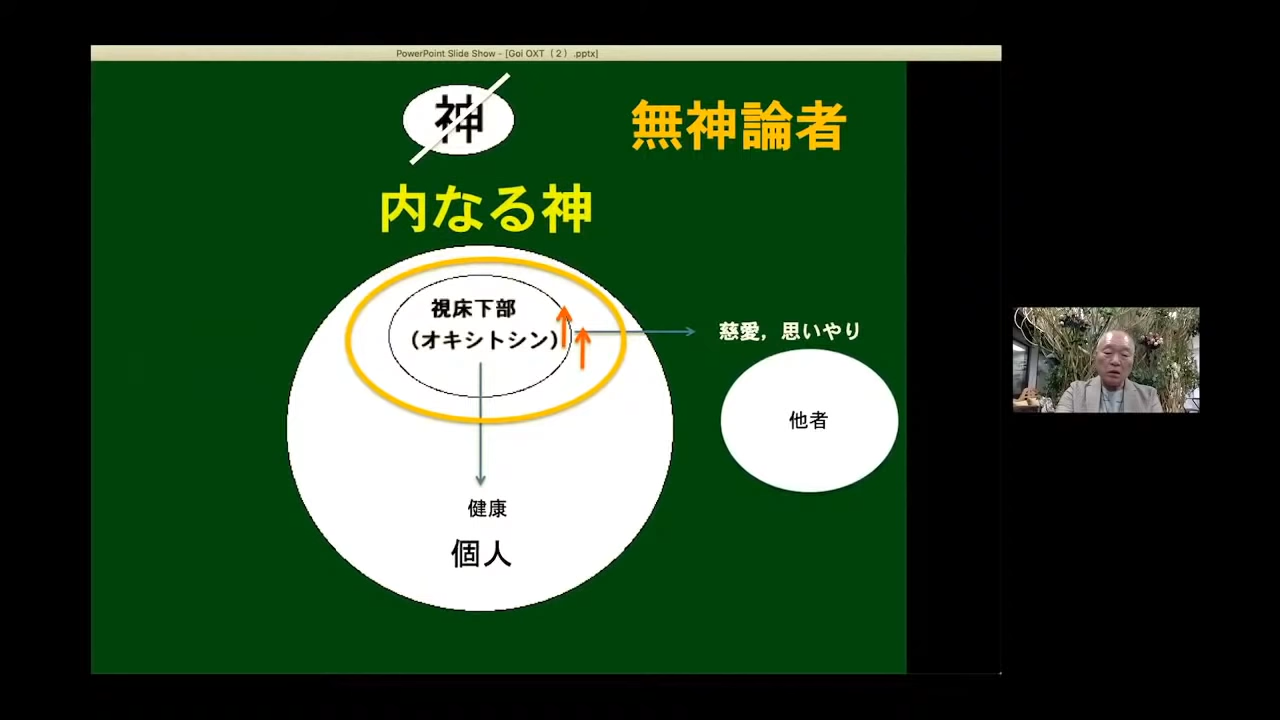 PowerPoint Slide Show - [Goi OXT（２）.pptx]
神
無神論者
内なる神
視床下部
（オキシトシン）
慈愛，思いやり
他者
健康
個人